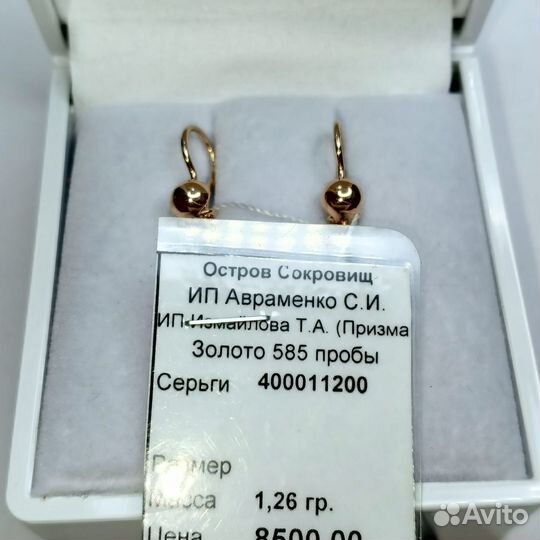 Остров Сокровищ
ИП Авраменко С.И.
ИП Измайлова Т.А. (Призма
Золото 585 пробы
Серьги 400011200
Размер
Масса 1,26 гр.
Цена 8500.00
Avito